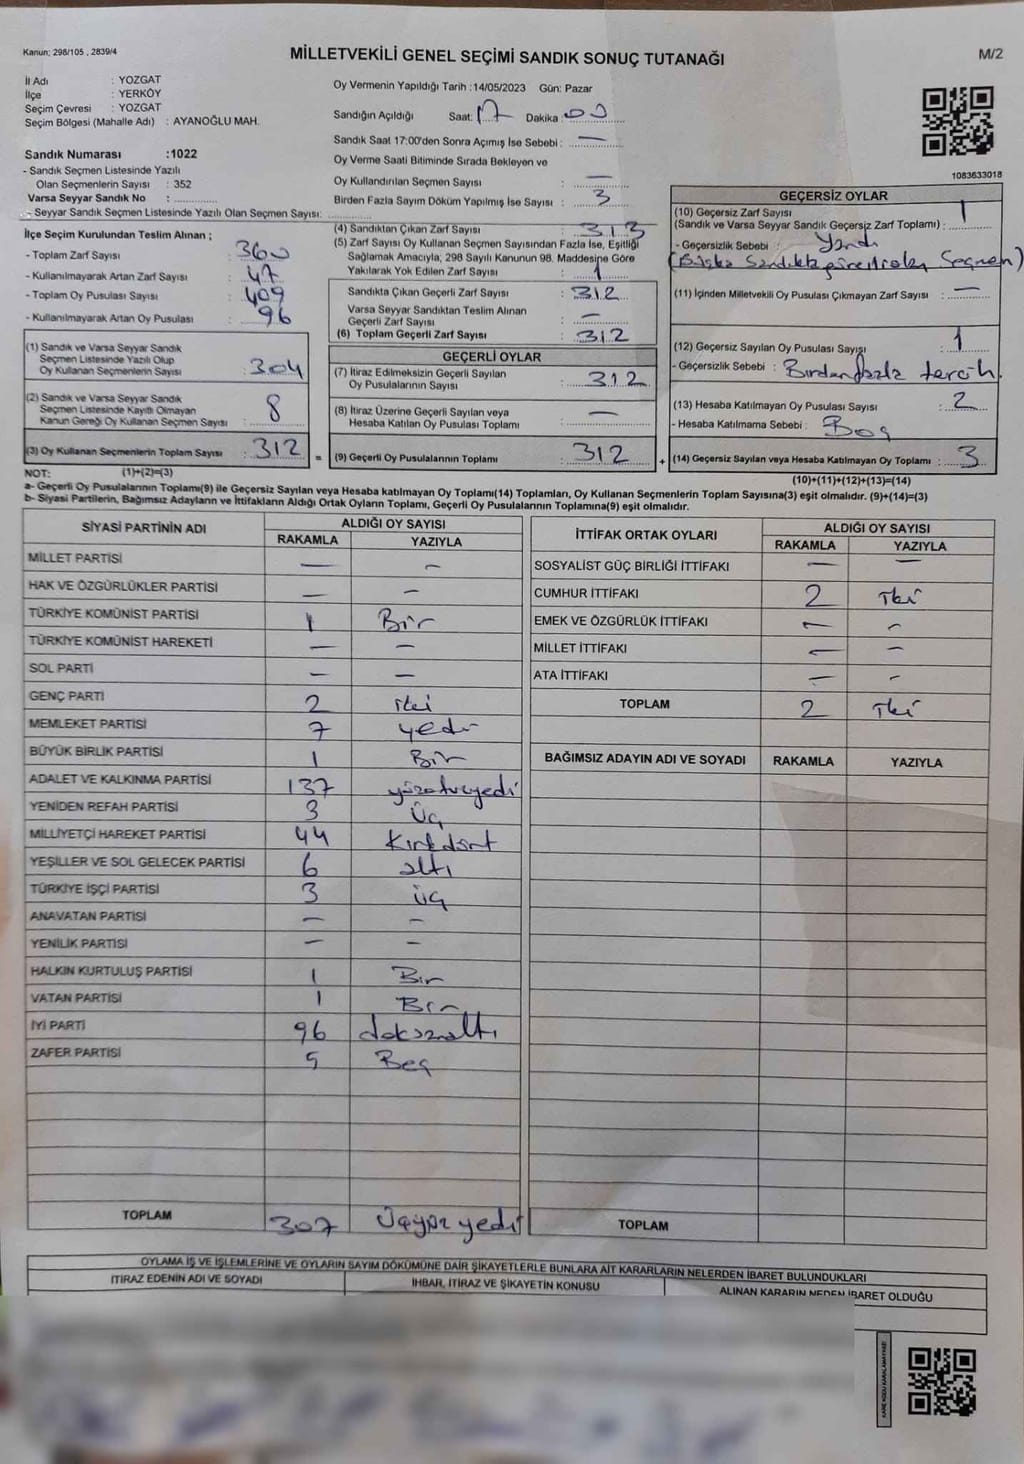 Kanun: 298/105 , 2839/4
MİLLETVEKİLİ GENEL SEÇİMİ SANDIK SONUÇ TUTANAĞI
M/2
İl Adı : YOZGAT
İlçe : YERKÖY
Seçim Çevresi : YOZGAT
Seçim Bölgesi (Mahalle Adı) : AYANOĞLU MAH.
Sandık Numarası :1022
- Sandık Seçmen Listesinde Yazılı
Olan Seçmenlerin Sayısı : 352
Varsa Seyyar Sandık No :
- Seyyar Sandık Seçmen Listesinde Yazılı Olan Seçmen Sayısı:
Oy Vermenin Yapıldığı Tarih :14/05/2023 Gün: Pazar
Sandığın Açıldığı Saat: 17 Dakika : 00
Sandık Saat 17:00'den Sonra Açımış İse Sebebi : —
Oy Verme Saati Bitiminde Sırada Bekleyen ve
Oy Kullandırılan Seçmen Sayısı : —
Birden Fazla Sayım Döküm Yapılmış İse Sayısı : 3
1083633018
İlçe Seçim Kurulundan Teslim Alınan ;
- Toplam Zarf Sayısı : 360
- Kullanılmayarak Artan Zarf Sayısı : 47
- Toplam Oy Pusulası Sayısı : 409
- Kullanılmayarak Artan Oy Pusulası : 96
(1) Sandık ve Varsa Seyyar Sandık
Seçmen Listesinde Yazılı Olup
Oy Kullanan Seçmenlerin Sayısı : 304
(2) Sandık ve Varsa Seyyar Sandık
Seçmen Listesinde Kayıtlı Olmayan
Kanun Gereği Oy Kullanan Seçmen Sayısı : 8
(3) Oy Kullanan Seçmenlerin Toplam Sayısı : 312 =
NOT: (1)+(2)=(3)
(4) Sandıktan Çıkan Zarf Sayısı : 313
(5) Zarf Sayısı Oy Kullanan Seçmen Sayısından Fazla İse, Eşitliği
Sağlamak Amacıyla; 298 Sayılı Kanunun 98. Maddesine Göre
Yakılarak Yok Edilen Zarf Sayısı : 1
Sandıkta Çıkan Geçerli Zarf Sayısı : 312
Varsa Seyyar Sandıktan Teslim Alınan
Geçerli Zarf Sayısı : —
(6) Toplam Geçerli Zarf Sayısı : 312
GEÇERLİ OYLAR
(7) İtiraz Edilmeksizin Geçerli Sayılan
Oy Pusulalarının Sayısı : 312
(8) İtiraz Üzerine Geçerli Sayılan veya
Hesaba Katılan Oy Pusulası Toplamı : —
(9) Geçerli Oy Pusulalarının Toplamı : 312 +
GEÇERSİZ OYLAR
(10) Geçersiz Zarf Sayısı
(Sandık ve Varsa Seyyar Sandık Geçersiz Zarf Toplamı) : 1
- Geçersizlik Sebebi : Yandı
(Başka Sandıkta görevli olan Seçmen)
(11) İçinden Milletvekili Oy Pusulası Çıkmayan Zarf Sayısı : —
(12) Geçersiz Sayılan Oy Pusulası Sayısı : 1
- Geçersizlik Sebebi : Birden fazla tercih.
(13) Hesaba Katılmayan Oy Pusulası Sayısı : 2
- Hesaba Katılmama Sebebi : Boş
(14) Geçersiz Sayılan veya Hesaba Katılmayan Oy Toplamı : 3
(10)+(11)+(12)+(13)=(14)
a- Geçerli Oy Pusulalarının Toplamı(9) ile Geçersiz Sayılan veya Hesaba katılmayan Oy Toplamı(14) Toplamları, Oy Kullanan Seçmenlerin Toplam Sayısına(3) eşit olmalıdır. (9)+(14)=(3)
b- Siyasi Partilerin, Bağımsız Adayların ve İttifakların Aldığı Ortak Oyların Toplamı, Geçerli Oy Pusulalarının Toplamına(9) eşit olmalıdır.
SİYASİ PARTİNİN ADI ALDIĞI OY SAYISI
RAKAMLA YAZIYLA
MİLLET PARTİSİ — —
HAK VE ÖZGÜRLÜKLER PARTİSİ — —
TÜRKİYE KOMÜNİST PARTİSİ 1 Bir
TÜRKİYE KOMÜNİST HAREKETİ — —
SOL PARTİ — —
GENÇ PARTİ 2 iki
MEMLEKET PARTİSİ 7 yedi
BÜYÜK BİRLİK PARTİSİ 1 Bir
ADALET VE KALKINMA PARTİSİ 137 yüzotuzyedi
YENİDEN REFAH PARTİSİ 3 Üç
MİLLİYETÇİ HAREKET PARTİSİ 44 Kırkdört
YEŞİLLER VE SOL GELECEK PARTİSİ 6 altı
TÜRKİYE İŞÇİ PARTİSİ 3 üç
ANAVATAN PARTİSİ — —
YENİLİK PARTİSİ — —
HALKIN KURTULUŞ PARTİSİ 1 Bir
VATAN PARTİSİ 1 Bir
İYİ PARTİ 96 doksanaltı
ZAFER PARTİSİ 5 Beş
TOPLAM 307 Üçyüz yedi
İTTİFAK ORTAK OYLARI ALDIĞI OY SAYISI
RAKAMLA YAZIYLA
SOSYALİST GÜÇ BİRLİĞİ İTTİFAKI — —
CUMHUR İTTİFAKI 2 İki
EMEK VE ÖZGÜRLÜK İTTİFAKI — —
MİLLET İTTİFAKI — —
ATA İTTİFAKI — —
TOPLAM 2 İki
BAĞIMSIZ ADAYIN ADI VE SOYADI RAKAMLA YAZIYLA
TOPLAM
OYLAMA İŞ VE İŞLEMLERİNE VE OYLARIN SAYIM DÖKÜMÜNE DAİR ŞİKAYETLERLE BUNLARA AİT KARARLARIN NELERDEN İBARET BULUNDUKLARI
İTİRAZ EDENİN ADI VE SOYADI İHBAR, İTİRAZ VE ŞİKAYETİN KONUSU ALINAN KARARIN NEDEN İBARET OLDUĞU